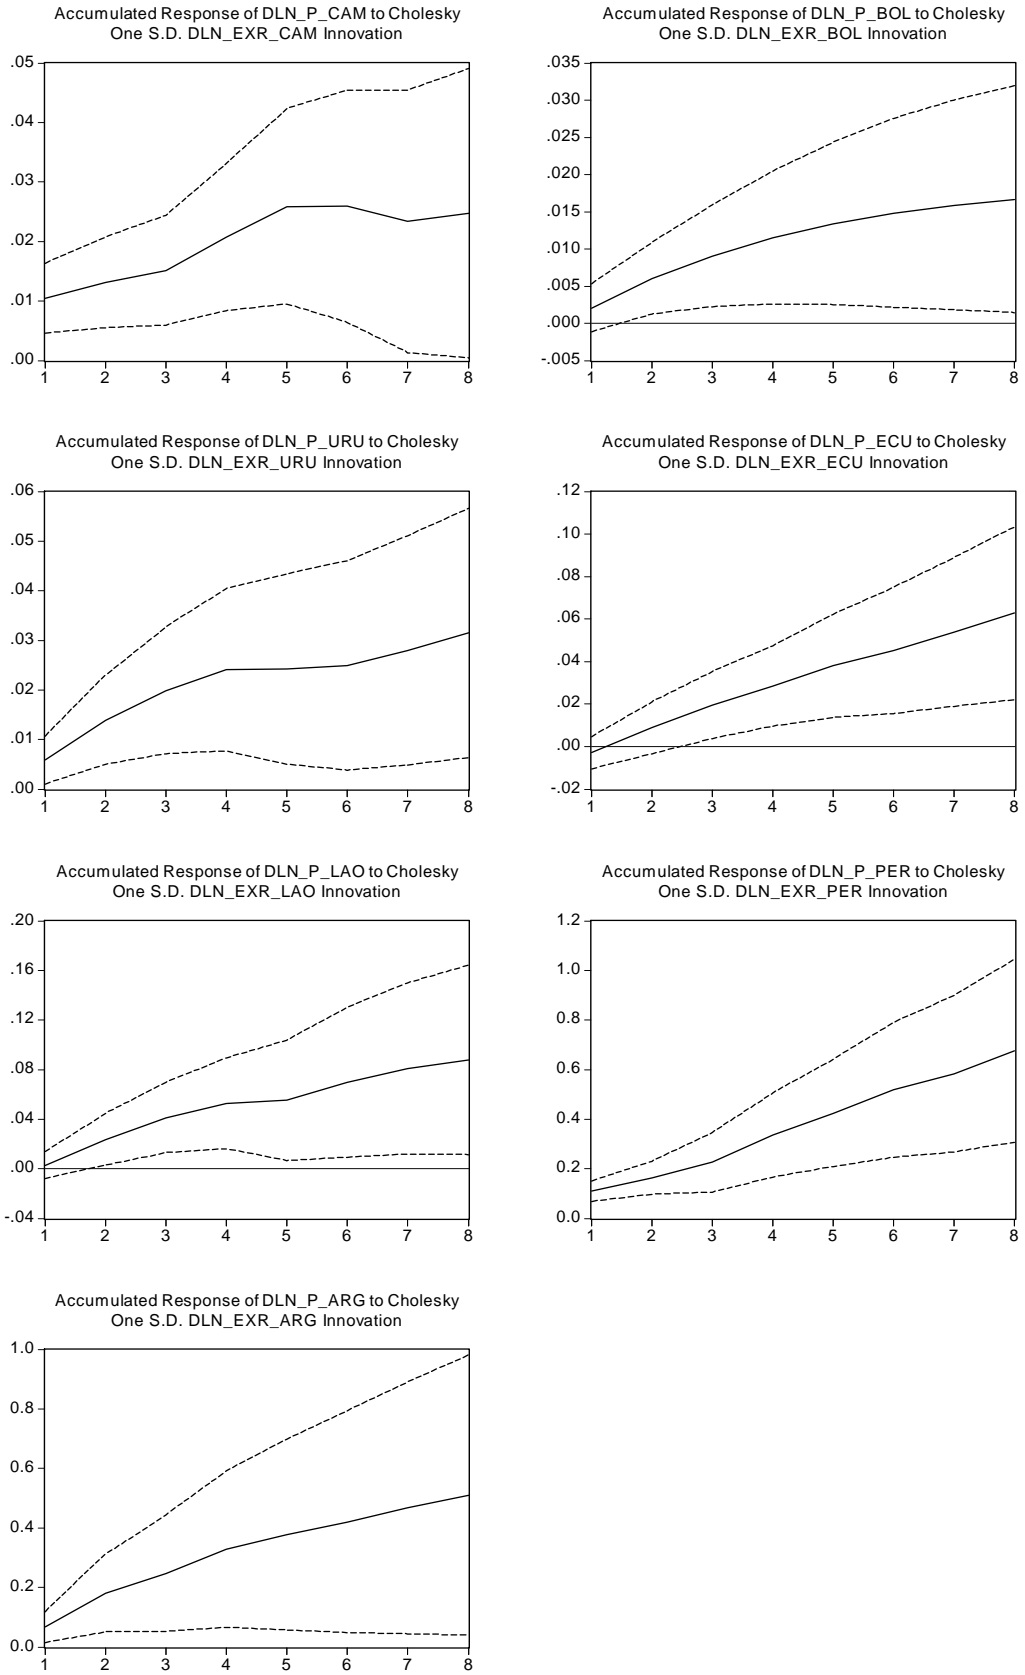 Accumulated Response of DLN_P_CAM to Cholesky
One S.D. DLN_EXR_CAM Innovation
.05
.04
.03
.02
.01
.00
1 2 3 4 5 6 7 8
Accumulated Response of DLN_P_BOL to Cholesky
One S.D. DLN_EXR_BOL Innovation
.035
.030
.025
.020
.015
.010
.005
.000
-.005
1 2 3 4 5 6 7 8
Accumulated Response of DLN_P_URU to Cholesky
One S.D. DLN_EXR_URU Innovation
.06
.05
.04
.03
.02
.01
.00
1 2 3 4 5 6 7 8
Accumulated Response of DLN_P_ECU to Cholesky
One S.D. DLN_EXR_ECU Innovation
.12
.10
.08
.06
.04
.02
.00
-.02
1 2 3 4 5 6 7 8
Accumulated Response of DLN_P_LAO to Cholesky
One S.D. DLN_EXR_LAO Innovation
.20
.16
.12
.08
.04
.00
-.04
1 2 3 4 5 6 7 8
Accumulated Response of DLN_P_PER to Cholesky
One S.D. DLN_EXR_PER Innovation
1.2
1.0
0.8
0.6
0.4
0.2
0.0
1 2 3 4 5 6 7 8
Accumulated Response of DLN_P_ARG to Cholesky
One S.D. DLN_EXR_ARG Innovation
1.0
0.8
0.6
0.4
0.2
0.0
1 2 3 4 5 6 7 8